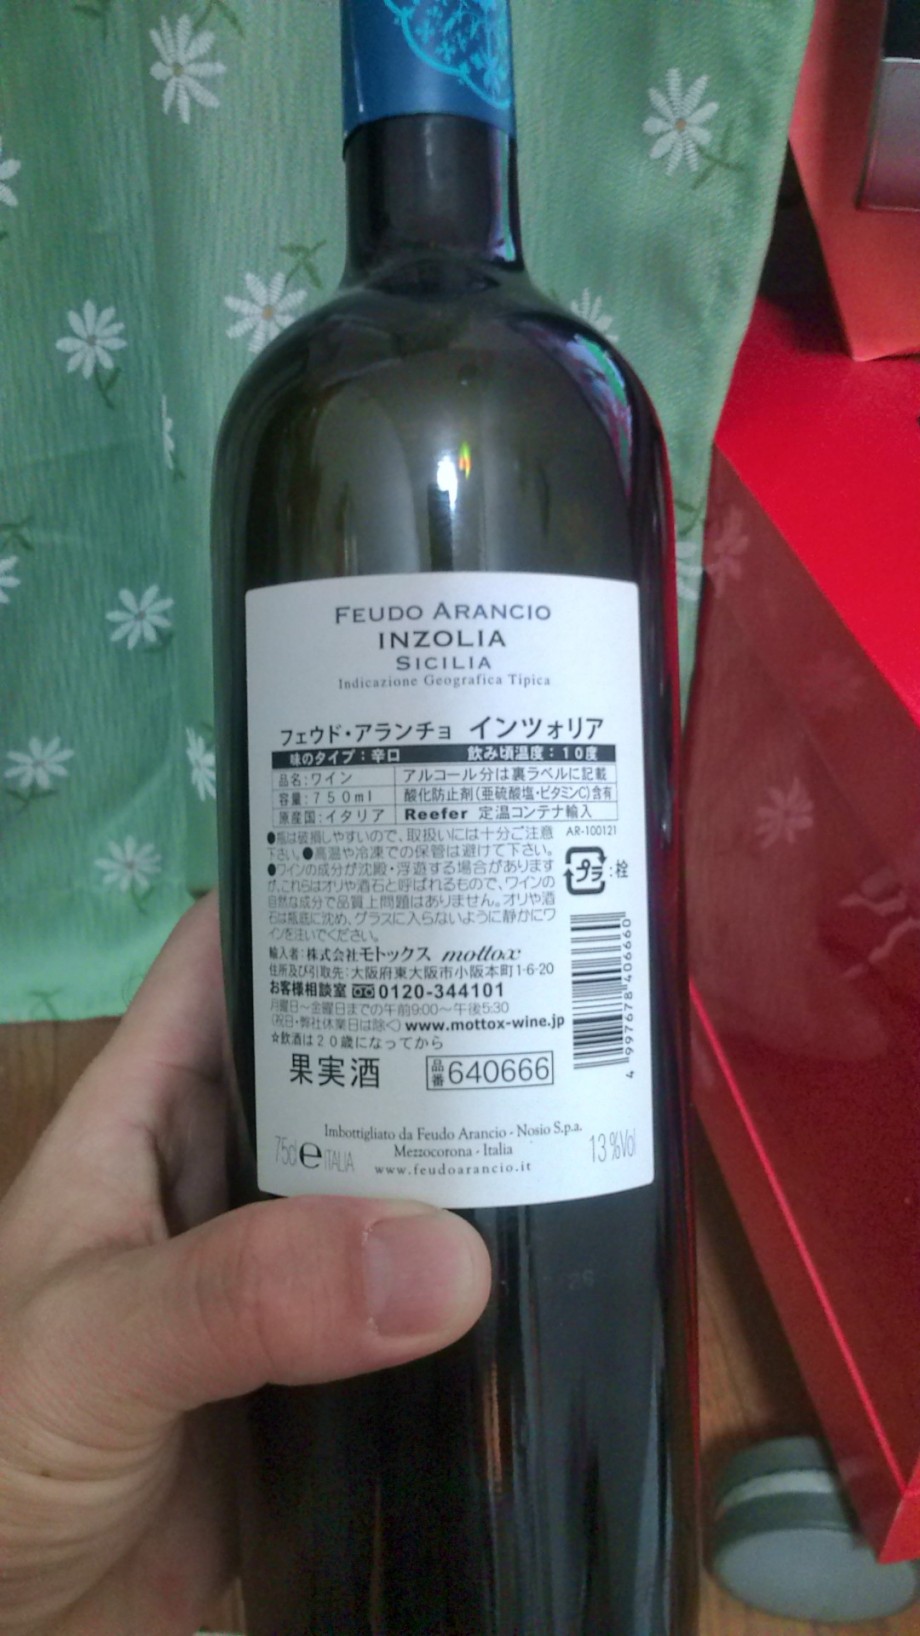 FEUDO ARANCIO
INZOLIA
SICILIA
Indicazione Geografica Tipica
フェウド・アランチョ インツォリア
味のタイプ:辛口 飲み頃温度:10度
品名:ワイン アルコール分は裏ラベルに記載
容量:750ml 酸化防止剤(亜硫酸塩・ビタミンC)含有
原産国:イタリア Reefer 定温コンテナ輸入
●瓶は破損しやすいので、取扱いには十分ご注意 AR-100121
下さい。●高温や冷凍での保管は避けて下さい。
●ワインの成分が沈殿・浮遊する場合があります
が、これらはオリや酒石と呼ばれるもので、ワインの
自然な成分で品質上問題はありません。オリや酒
石は瓶底に沈め、グラスに入らないように静かにワ
インを注いでください。
プラ:栓
輸入者:株式会社モトックス mottox
住所及び引取先:大阪府東大阪市小阪本町1-6-20
お客様相談室 0120-344101
月曜日~金曜日までの午前9:00~午後5:30
(祝日・弊社休業日は除く) www.mottox-wine.jp
☆飲酒は20歳になってから
果実酒 品番 640666
4 997678 406660
Imbottigliato da Feudo Arancio - Nosio S.p.a.
Mezzocorona - Italia
75cl e ITALIA 13%Vol
www.feudoarancio.it